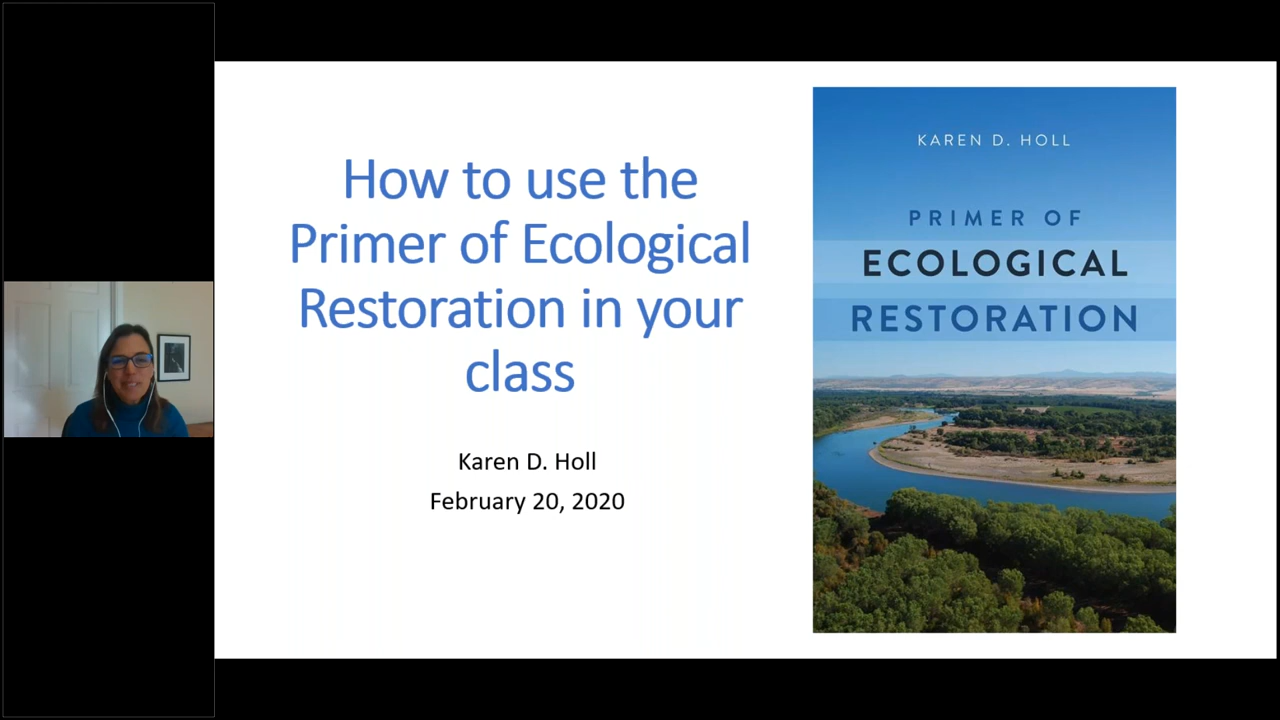 How to use the
Primer of Ecological
Restoration in your
class
Karen D. Holl
February 20, 2020
KAREN D. HOLL
PRIMER OF
ECOLOGICAL
RESTORATION